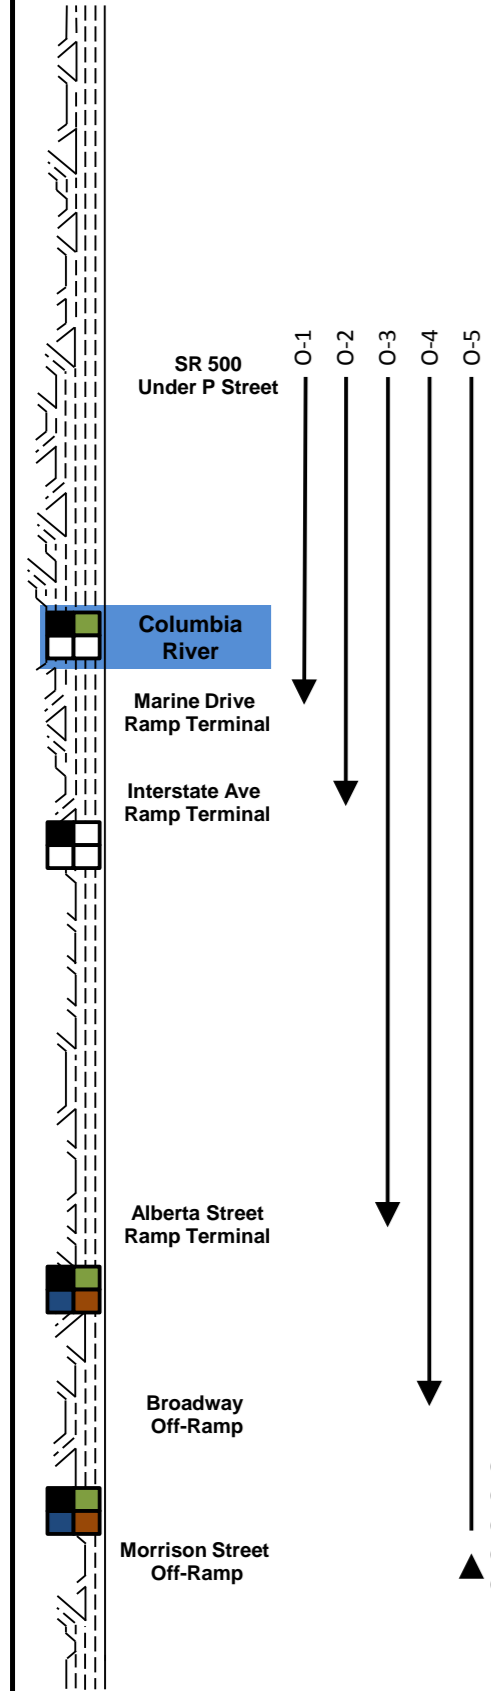 O-1
O-2
O-3
O-4
O-5
SR 500
Under P Street
Columbia
River
Marine Drive
Ramp Terminal
Interstate Ave
Ramp Terminal
Alberta Street
Ramp Terminal
Broadway
Off-Ramp
Morrison Street
Off-Ramp